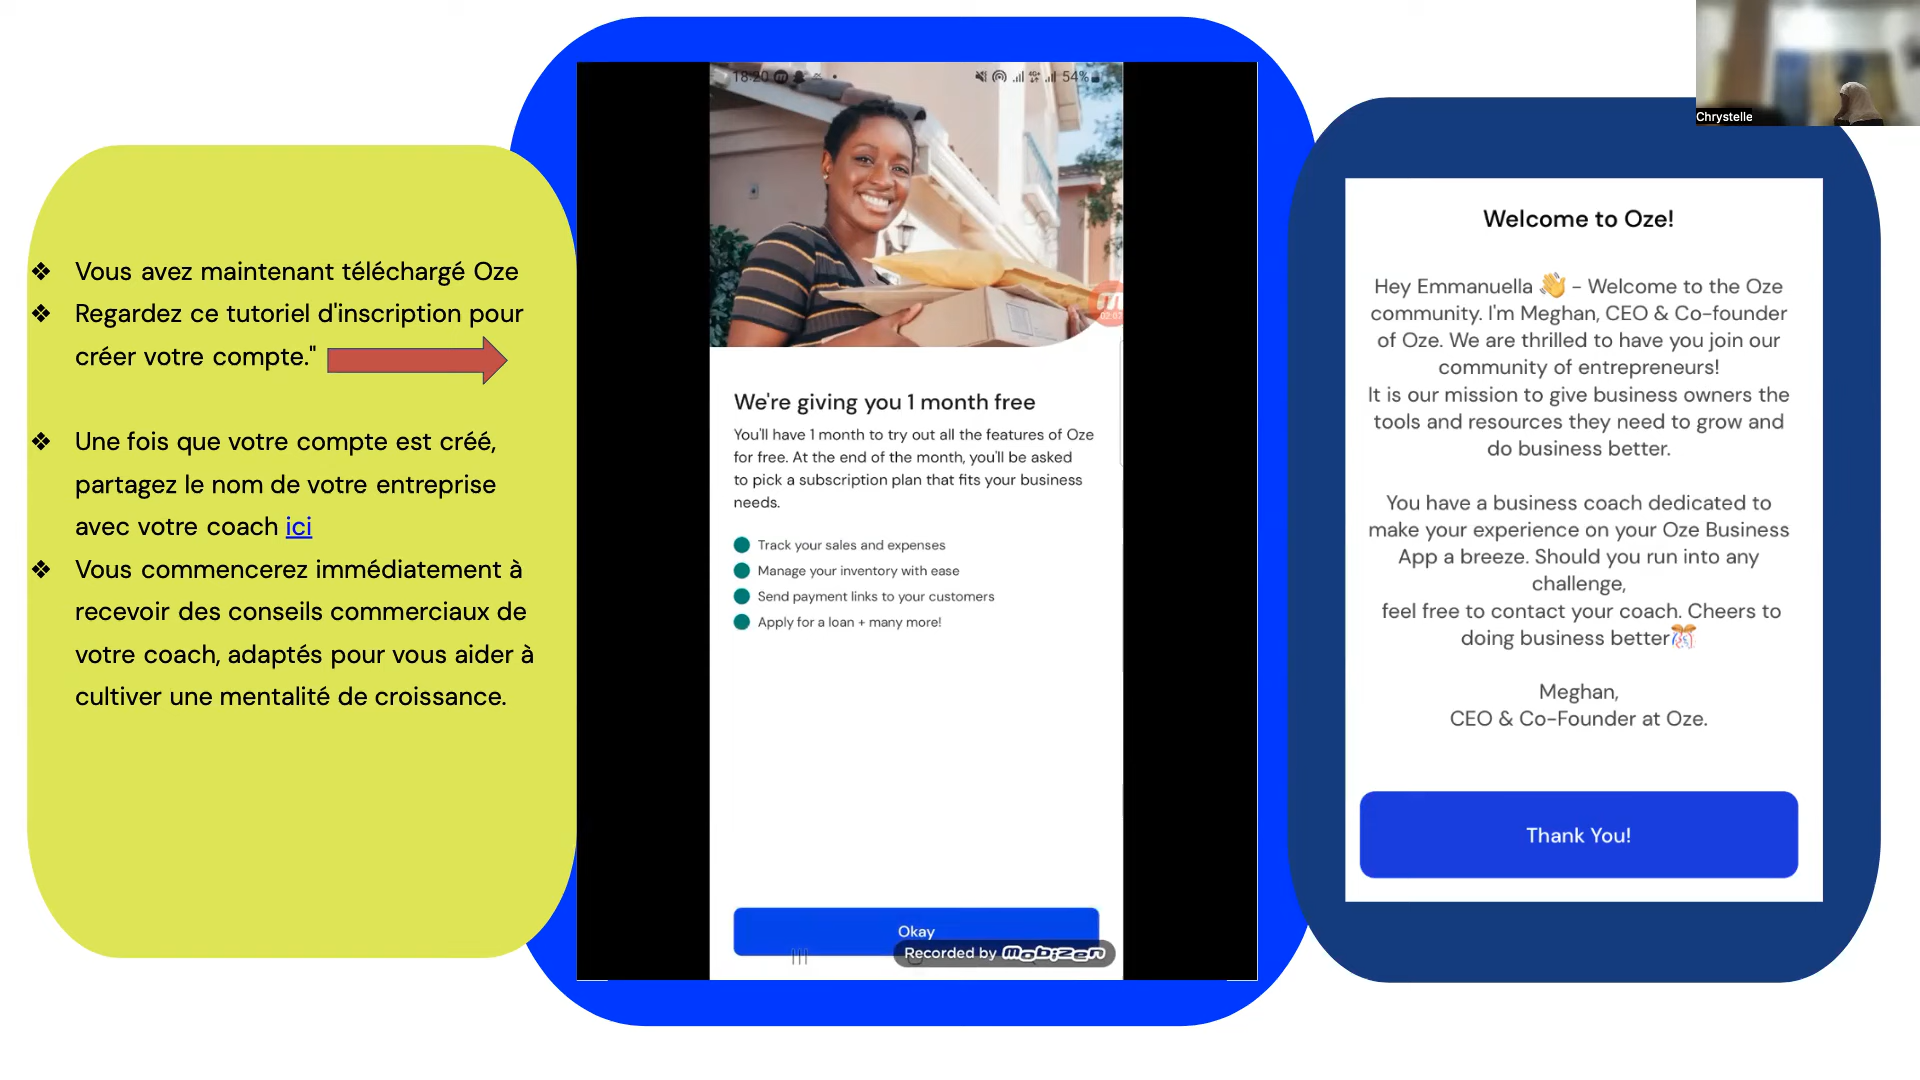 Chrystelle
❖ Vous avez maintenant téléchargé Oze
❖ Regardez ce tutoriel d'inscription pour
créer votre compte."
❖ Une fois que votre compte est créé,
partagez le nom de votre entreprise
avec votre coach ici
❖ Vous commencerez immédiatement à
recevoir des conseils commerciaux de
votre coach, adaptés pour vous aider à
cultiver une mentalité de croissance.
18:20
54%
02:07
We're giving you 1 month free
You'll have 1 month to try out all the features of Oze
for free. At the end of the month, you'll be asked
to pick a subscription plan that fits your business
needs.
Track your sales and expenses
Manage your inventory with ease
Send payment links to your customers
Apply for a loan + many more!
Okay
Recorded by mobizen
Welcome to Oze!
Hey Emmanuella 👋 - Welcome to the Oze
community. I'm Meghan, CEO & Co-founder
of Oze. We are thrilled to have you join our
community of entrepreneurs!
It is our mission to give business owners the
tools and resources they need to grow and
do business better.
You have a business coach dedicated to
make your experience on your Oze Business
App a breeze. Should you run into any
challenge,
feel free to contact your coach. Cheers to
doing business better🎊
Meghan,
CEO & Co-Founder at Oze.
Thank You!